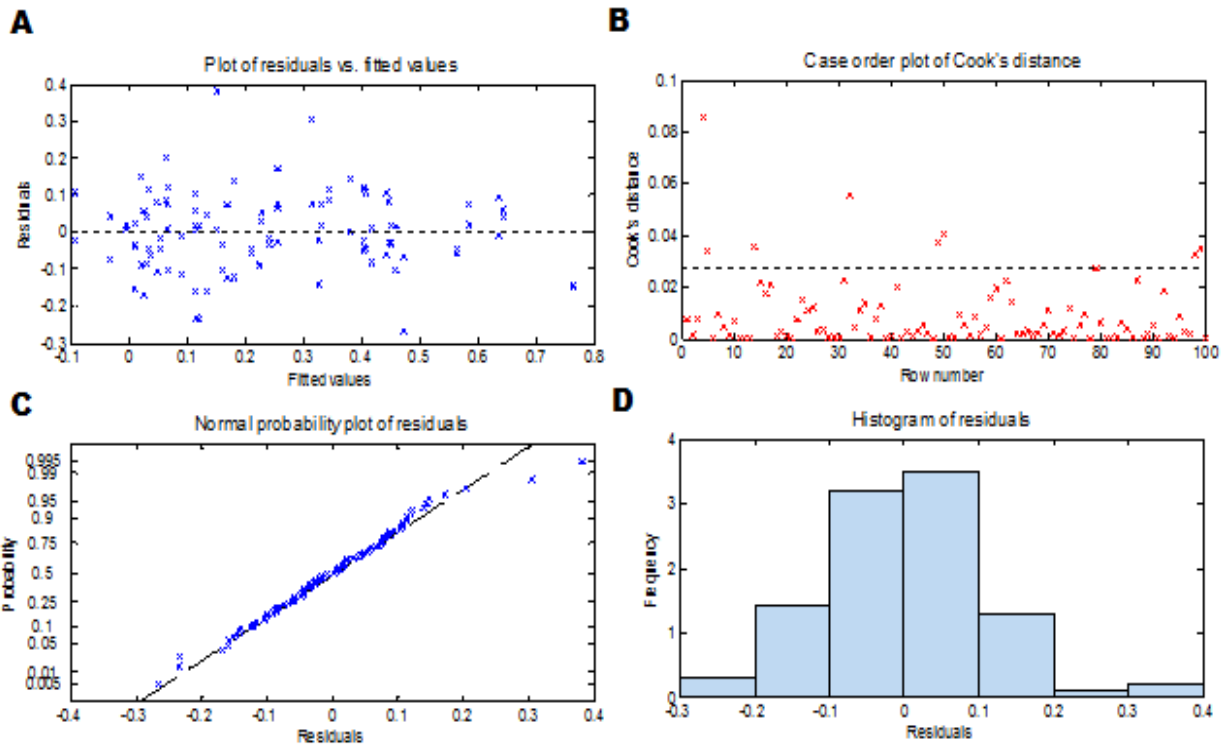 A
Plot of residuals vs. fitted values
0.4
0.3
0.2
0.1
0
-0.1
-0.2
-0.3
Residuals
-0.1 0 0.1 0.2 0.3 0.4 0.5 0.6 0.7 0.8
Fitted values
B
Case order plot of Cook's distance
0.1
0.08
0.06
0.04
0.02
0
Cook's distance
0 10 20 30 40 50 60 70 80 90 100
Row number
C
Normal probability plot of residuals
0.995
0.99
0.95
0.9
0.75
0.5
0.25
0.1
0.05
0.01
0.005
Probability
-0.4 -0.3 -0.2 -0.1 0 0.1 0.2 0.3 0.4
Residuals
D
Histogram of residuals
4
3
2
1
0
Frequency
-0.3 -0.2 -0.1 0 0.1 0.2 0.3 0.4
Residuals